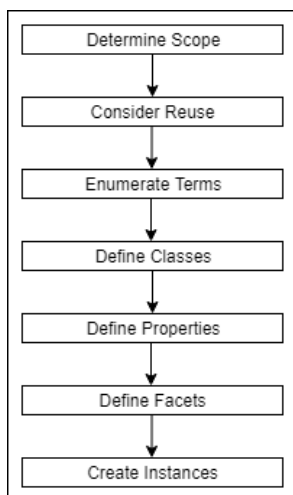 Determine Scope
Consider Reuse
Enumerate Terms
Define Classes
Define Properties
Define Facets
Create Instances